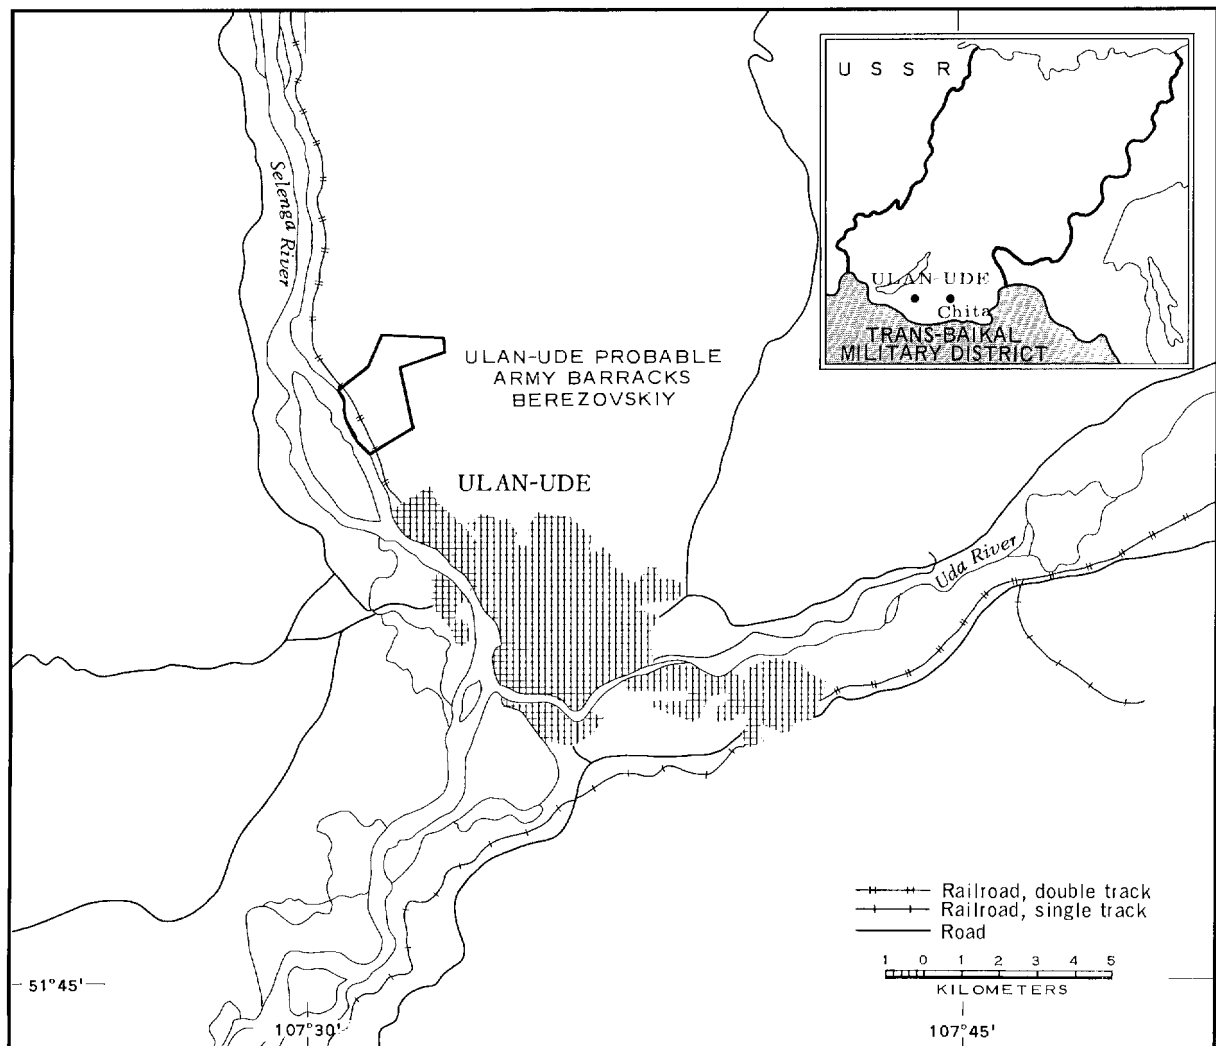 U S S R
ULAN-UDE
Chita
TRANS-BAIKAL
MILITARY DISTRICT
Selenga River
ULAN-UDE PROBABLE
ARMY BARRACKS
BEREZOVSKIY
ULAN-UDE
Uda River
Railroad, double track
Railroad, single track
Road
1 0 1 2 3 4 5
KILOMETERS
51°45'
107°30'
107°45'